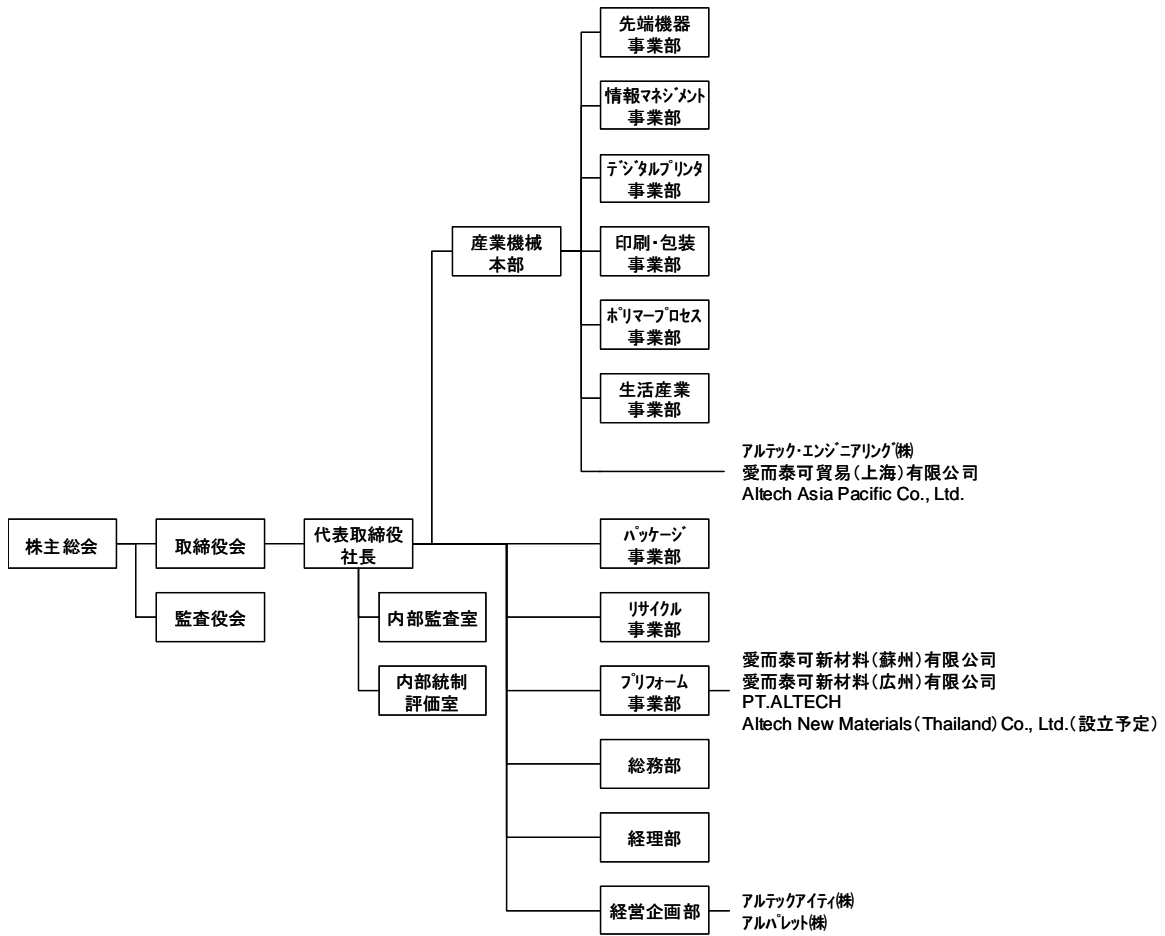 先端機器
事業部
情報ﾏﾈｼﾞﾒﾝﾄ
事業部
ﾃﾞｼﾞﾀﾙﾌﾟﾘﾝﾀ
事業部
産業機械
本部
印刷・包装
事業部
ﾎﾟﾘﾏｰﾌﾟﾛｾｽ
事業部
生活産業
事業部
ｱﾙﾃｯｸ・ｴﾝｼﾞﾆｱﾘﾝｸﾞ㈱
愛而泰可貿易（上海）有限公司
Altech Asia Pacific Co., Ltd.
株主総会
取締役会
代表取締役
社長
ﾊﾟｯｹｰｼﾞ
事業部
監査役会
内部監査室
ﾘｻｲｸﾙ
事業部
内部統制
評価室
ﾌﾟﾘﾌｫｰﾑ
事業部
愛而泰可新材料（蘇州）有限公司
愛而泰可新材料（広州）有限公司
PT.ALTECH
Altech New Materials（Thailand）Co., Ltd.（設立予定）
総務部
経理部
経営企画部
ｱﾙﾃｯｸｱｲﾃｨ㈱
ｱﾙﾊﾟﾚｯﾄ㈱